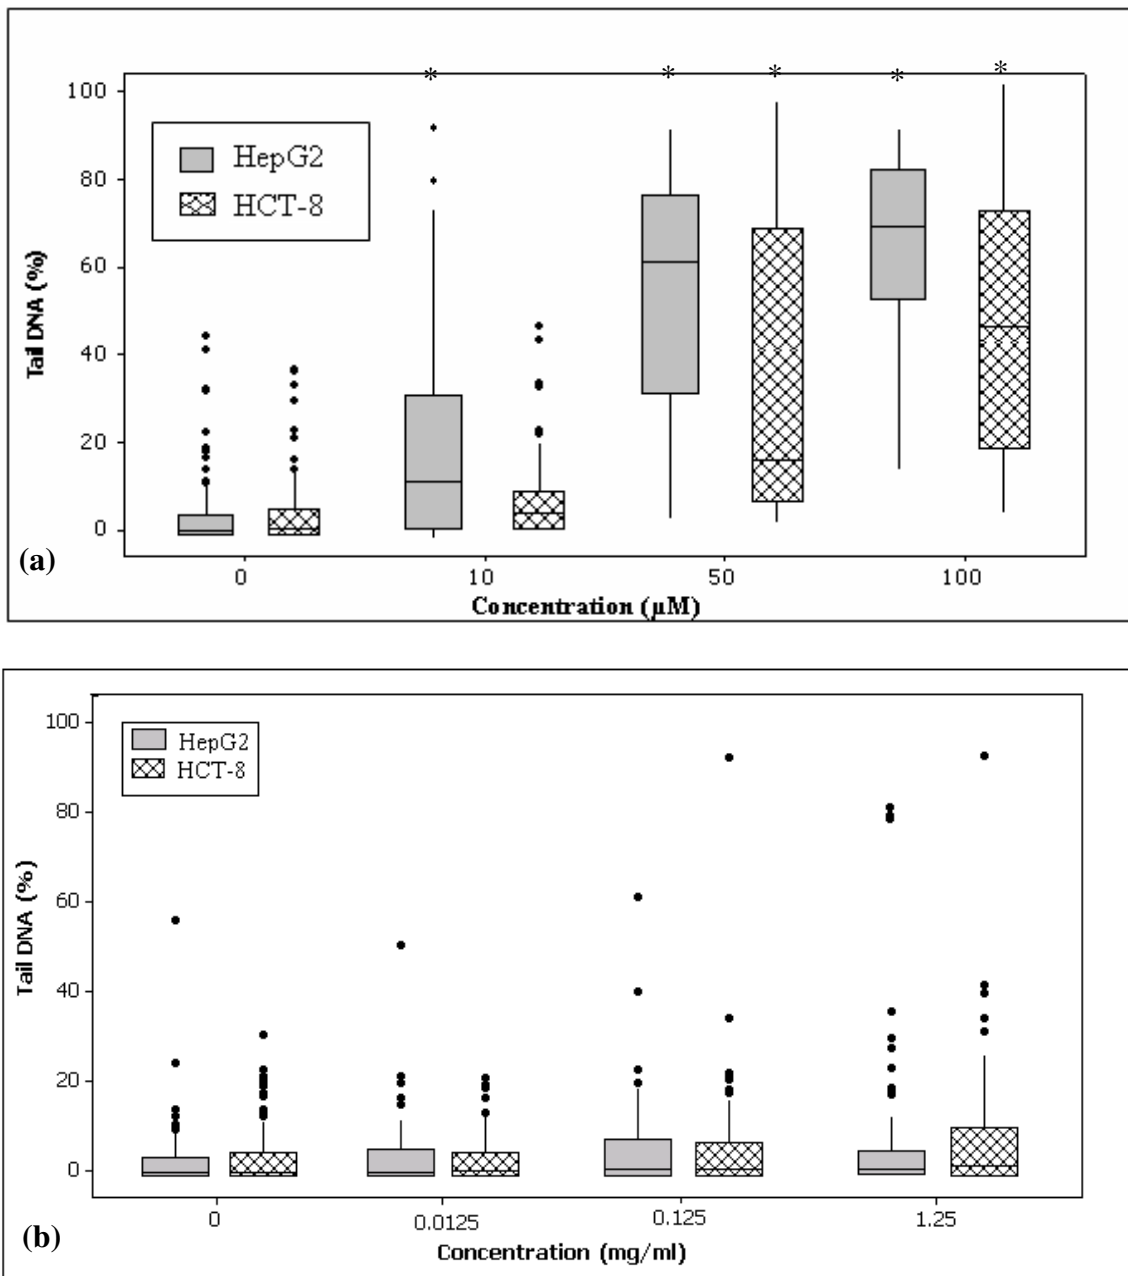 * * * * *
100
HepG2
HCT-8
80
60
40
20
0
Tail DNA (%)
(a)
0 10 50 100
Concentration (µM)
100
HepG2
HCT-8
80
60
40
20
0
Tail DNA (%)
(b)
0 0.0125 0.125 1.25
Concentration (mg/ml)